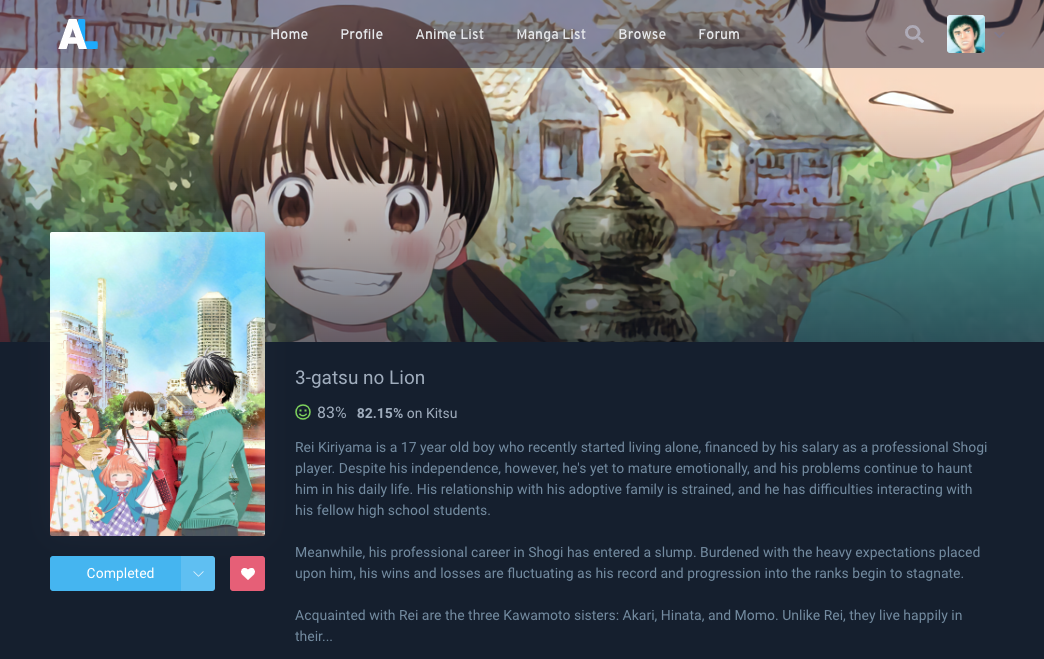 AL
Home Profile Anime List Manga List Browse Forum
3-gatsu no Lion
83% 82.15% on Kitsu
Rei Kiriyama is a 17 year old boy who recently started living alone, financed by his salary as a professional Shogi
player. Despite his independence, however, he's yet to mature emotionally, and his problems continue to haunt
him in his daily life. His relationship with his adoptive family is strained, and he has difficulties interacting with
his fellow high school students.
Meanwhile, his professional career in Shogi has entered a slump. Burdened with the heavy expectations placed
upon him, his wins and losses are fluctuating as his record and progression into the ranks begin to stagnate.
Acquainted with Rei are the three Kawamoto sisters: Akari, Hinata, and Momo. Unlike Rei, they live happily in
their...
Completed